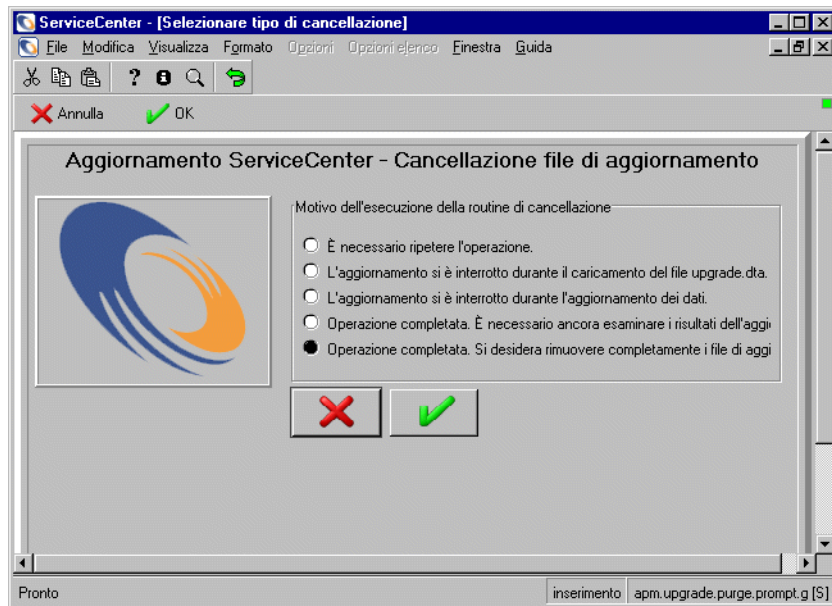 ServiceCenter - [Selezionare tipo di cancellazione]
File Modifica Visualizza Formato Opzioni Opzioni elenco Finestra Guida
Annulla OK
Aggiornamento ServiceCenter - Cancellazione file di aggiornamento
Motivo dell'esecuzione della routine di cancellazione
È necessario ripetere l'operazione.
L'aggiornamento si è interrotto durante il caricamento del file upgrade.dta.
L'aggiornamento si è interrotto durante l'aggiornamento dei dati.
Operazione completata. È necessario ancora esaminare i risultati dell'aggi
Operazione completata. Si desidera rimuovere completamente i file di aggi
Pronto inserimento apm.upgrade.purge.prompt.g [S]